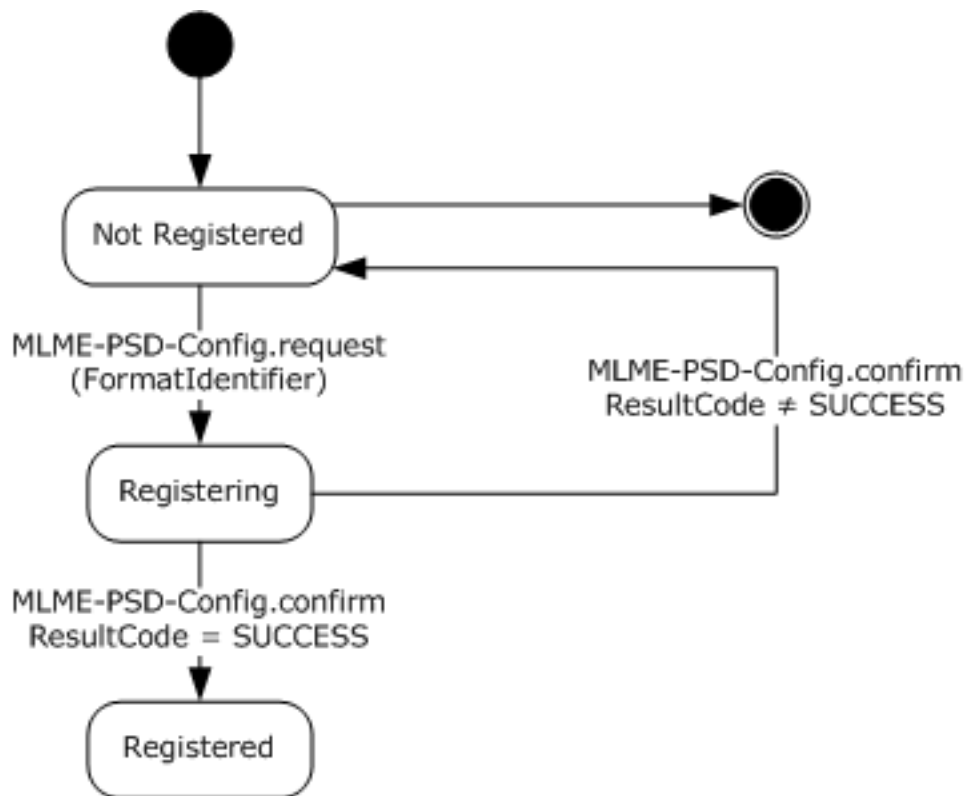 Not Registered
MLME-PSD-Config.request
(FormatIdentifier)
MLME-PSD-Config.confirm
ResultCode ≠ SUCCESS
Registering
MLME-PSD-Config.confirm
ResultCode = SUCCESS
Registered